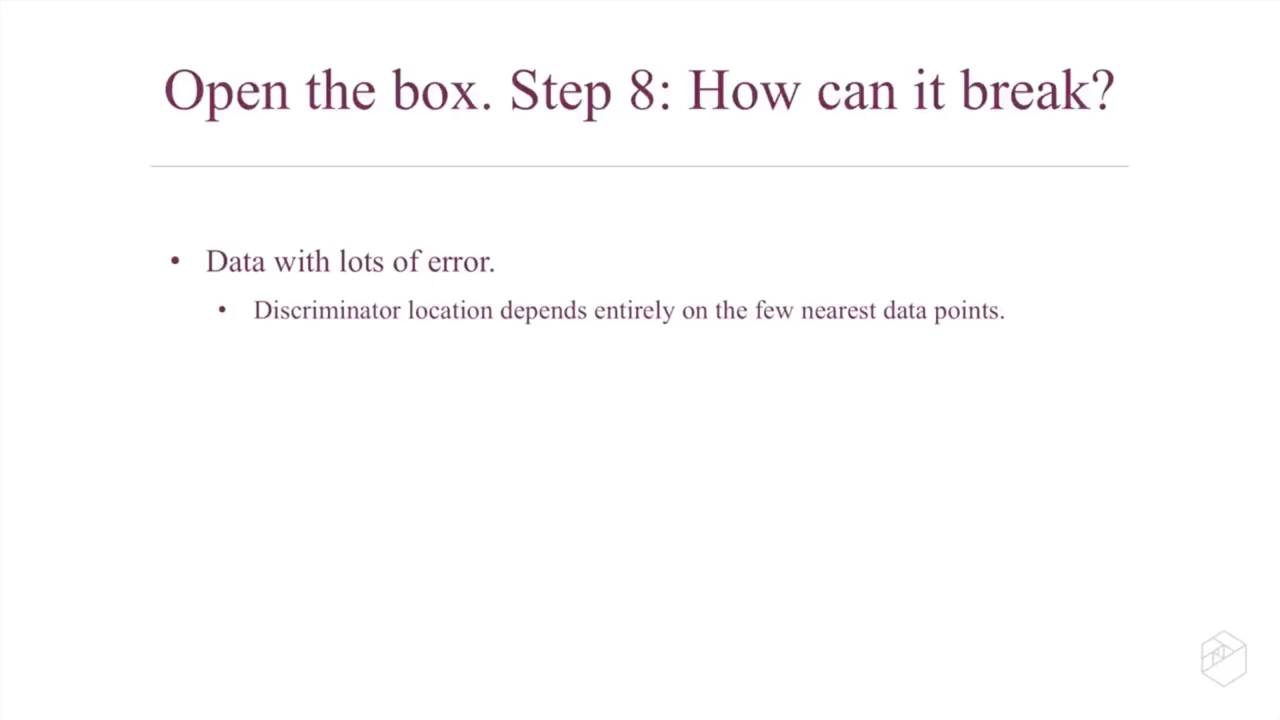 Open the box. Step 8: How can it break?
• Data with lots of error.
• Discriminator location depends entirely on the few nearest data points.